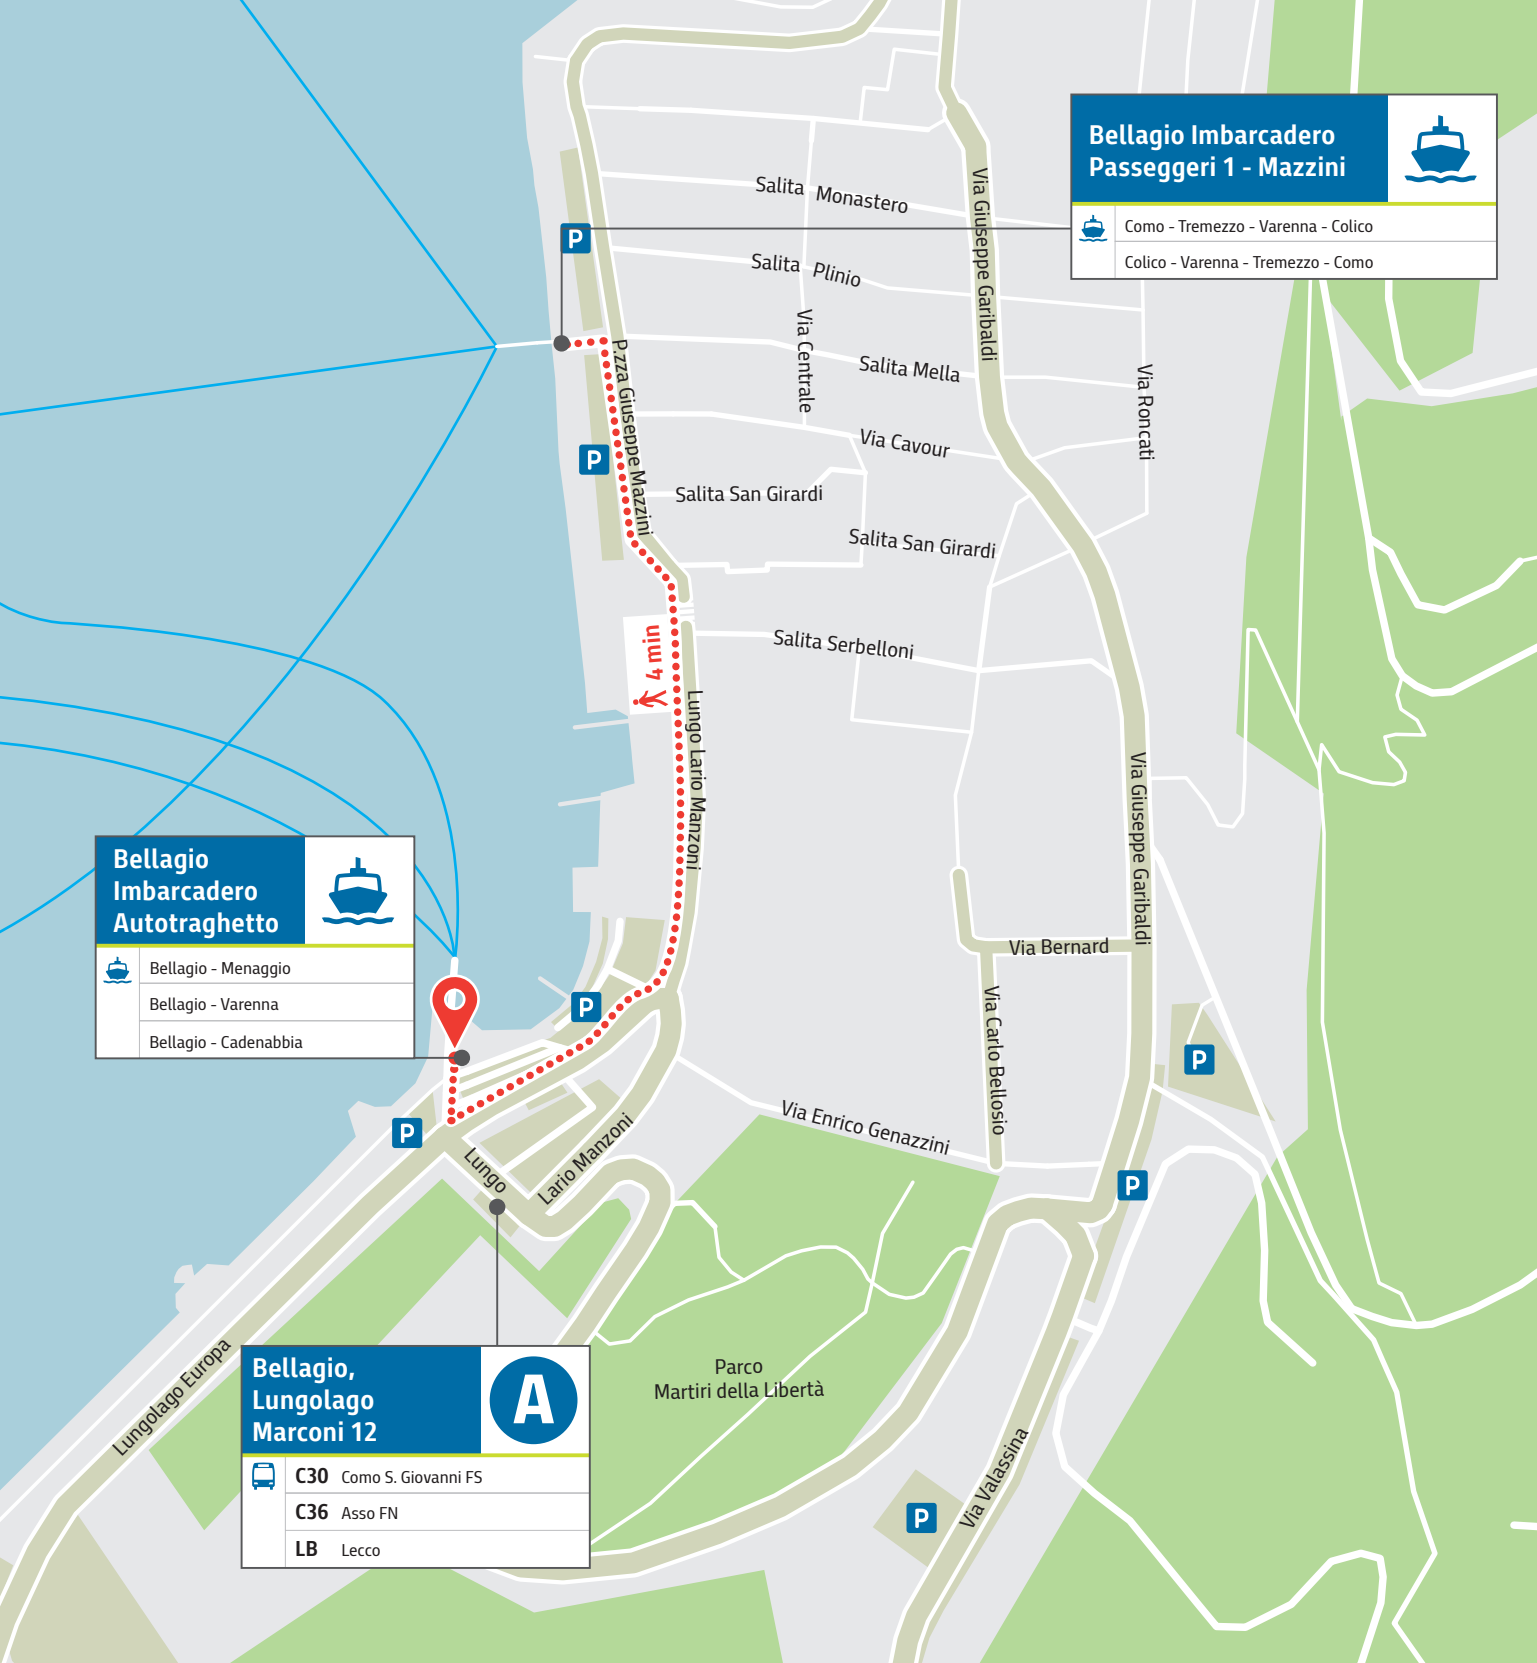 Bellagio Imbarcadero
Passeggeri 1 - Mazzini
Como - Tremezzo - Varenna - Colico
Colico - Varenna - Tremezzo - Como
Salita Monastero
P
Via Giuseppe Garibaldi
Salita Plinio
Via Centrale
Salita Mella
P.zza Giuseppe Mazzini
Via Roncati
Via Cavour
P
Salita San Girardi
Salita San Girardi
4 min
Salita Serbelloni
Lungo Lario Manzoni
Via Giuseppe Garibaldi
Bellagio
Imbarcadero
Autotraghetto
Bellagio - Menaggio
Bellagio - Varenna
Bellagio - Cadenabbia
Via Bernard
P
Via Carlo Bellosio
P
P
Via Enrico Genazzini
Lungo
Lario Manzoni
P
Lungolago Europa
Bellagio,
Lungolago
Marconi 12
A
C30 Como S. Giovanni FS
C36 Asso FN
LB Lecco
Parco
Martiri della Libertà
Via Valassina
P